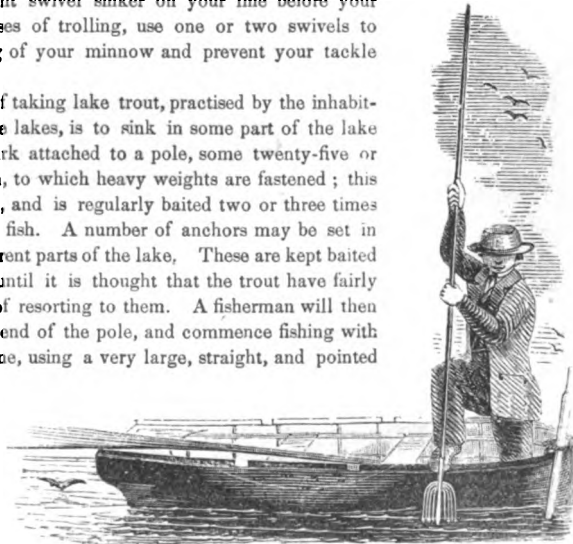 nt swivel sinker on your line before your
ses of trolling, use one or two swivels to
g of your minnow and prevent your tackle
f taking lake trout, practised by the inhabit-
e lakes, is to sink in some part of the lake
rk attached to a pole, some twenty-five or
, to which heavy weights are fastened ; this
, and is regularly baited two or three times
fish. A number of anchors may be set in
rent parts of the lake. These are kept baited
until it is thought that the trout have fairly
of resorting to them. A fisherman will then
end of the pole, and commence fishing with
ne, using a very large, straight, and pointed